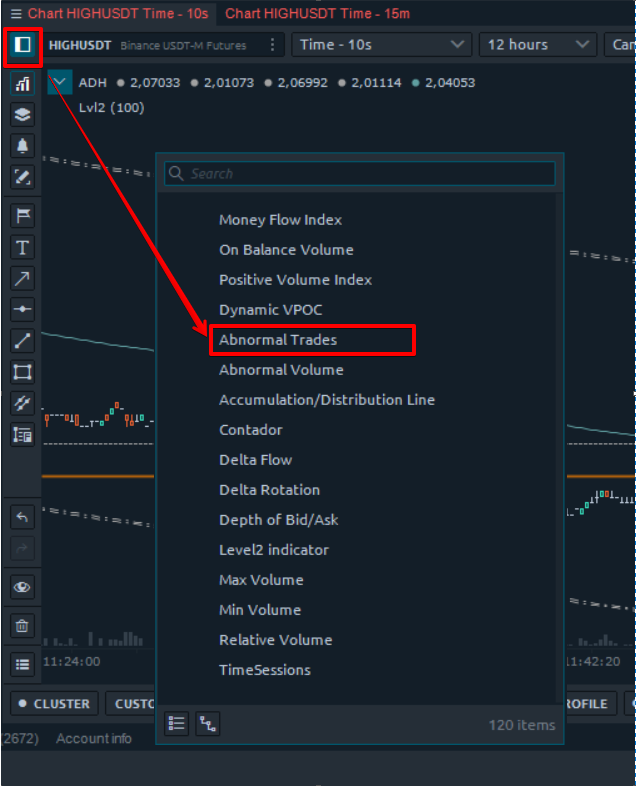 Chart HIGHUSDT Time - 10s Chart HIGHUSDT Time - 15m
HIGHUSDT Binance USDT-M Futures Time - 10s 12 hours
ADH 2,07033 2,01073 2,06992 2,01114 2,04053
Lvl2 (100)
Search
Money Flow Index
On Balance Volume
Positive Volume Index
Dynamic VPOC
Abnormal Trades
Abnormal Volume
Accumulation/Distribution Line
Contador
Delta Flow
Delta Rotation
Depth of Bid/Ask
Level2 indicator
Max Volume
Min Volume
Relative Volume
TimeSessions
11:24:00 11:42:20
CLUSTER CUSTO ROFILE
120 items
(2672) Account info